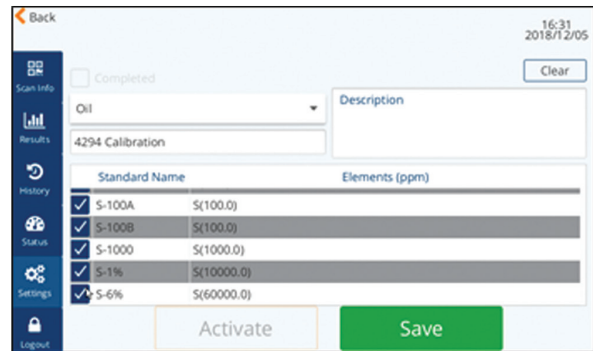 Back
16:31
2018/12/05
Scan Info
Completed
Clear
Oil
Description
Results
4294 Calibration
History
Standard Name Elements (ppm)
S-100A S(100.0)
Status
S-100B S(100.0)
S-1000 S(1000.0)
Settings
S-1% S(10000.0)
S-6% S(60000.0)
Activate Save
Logout